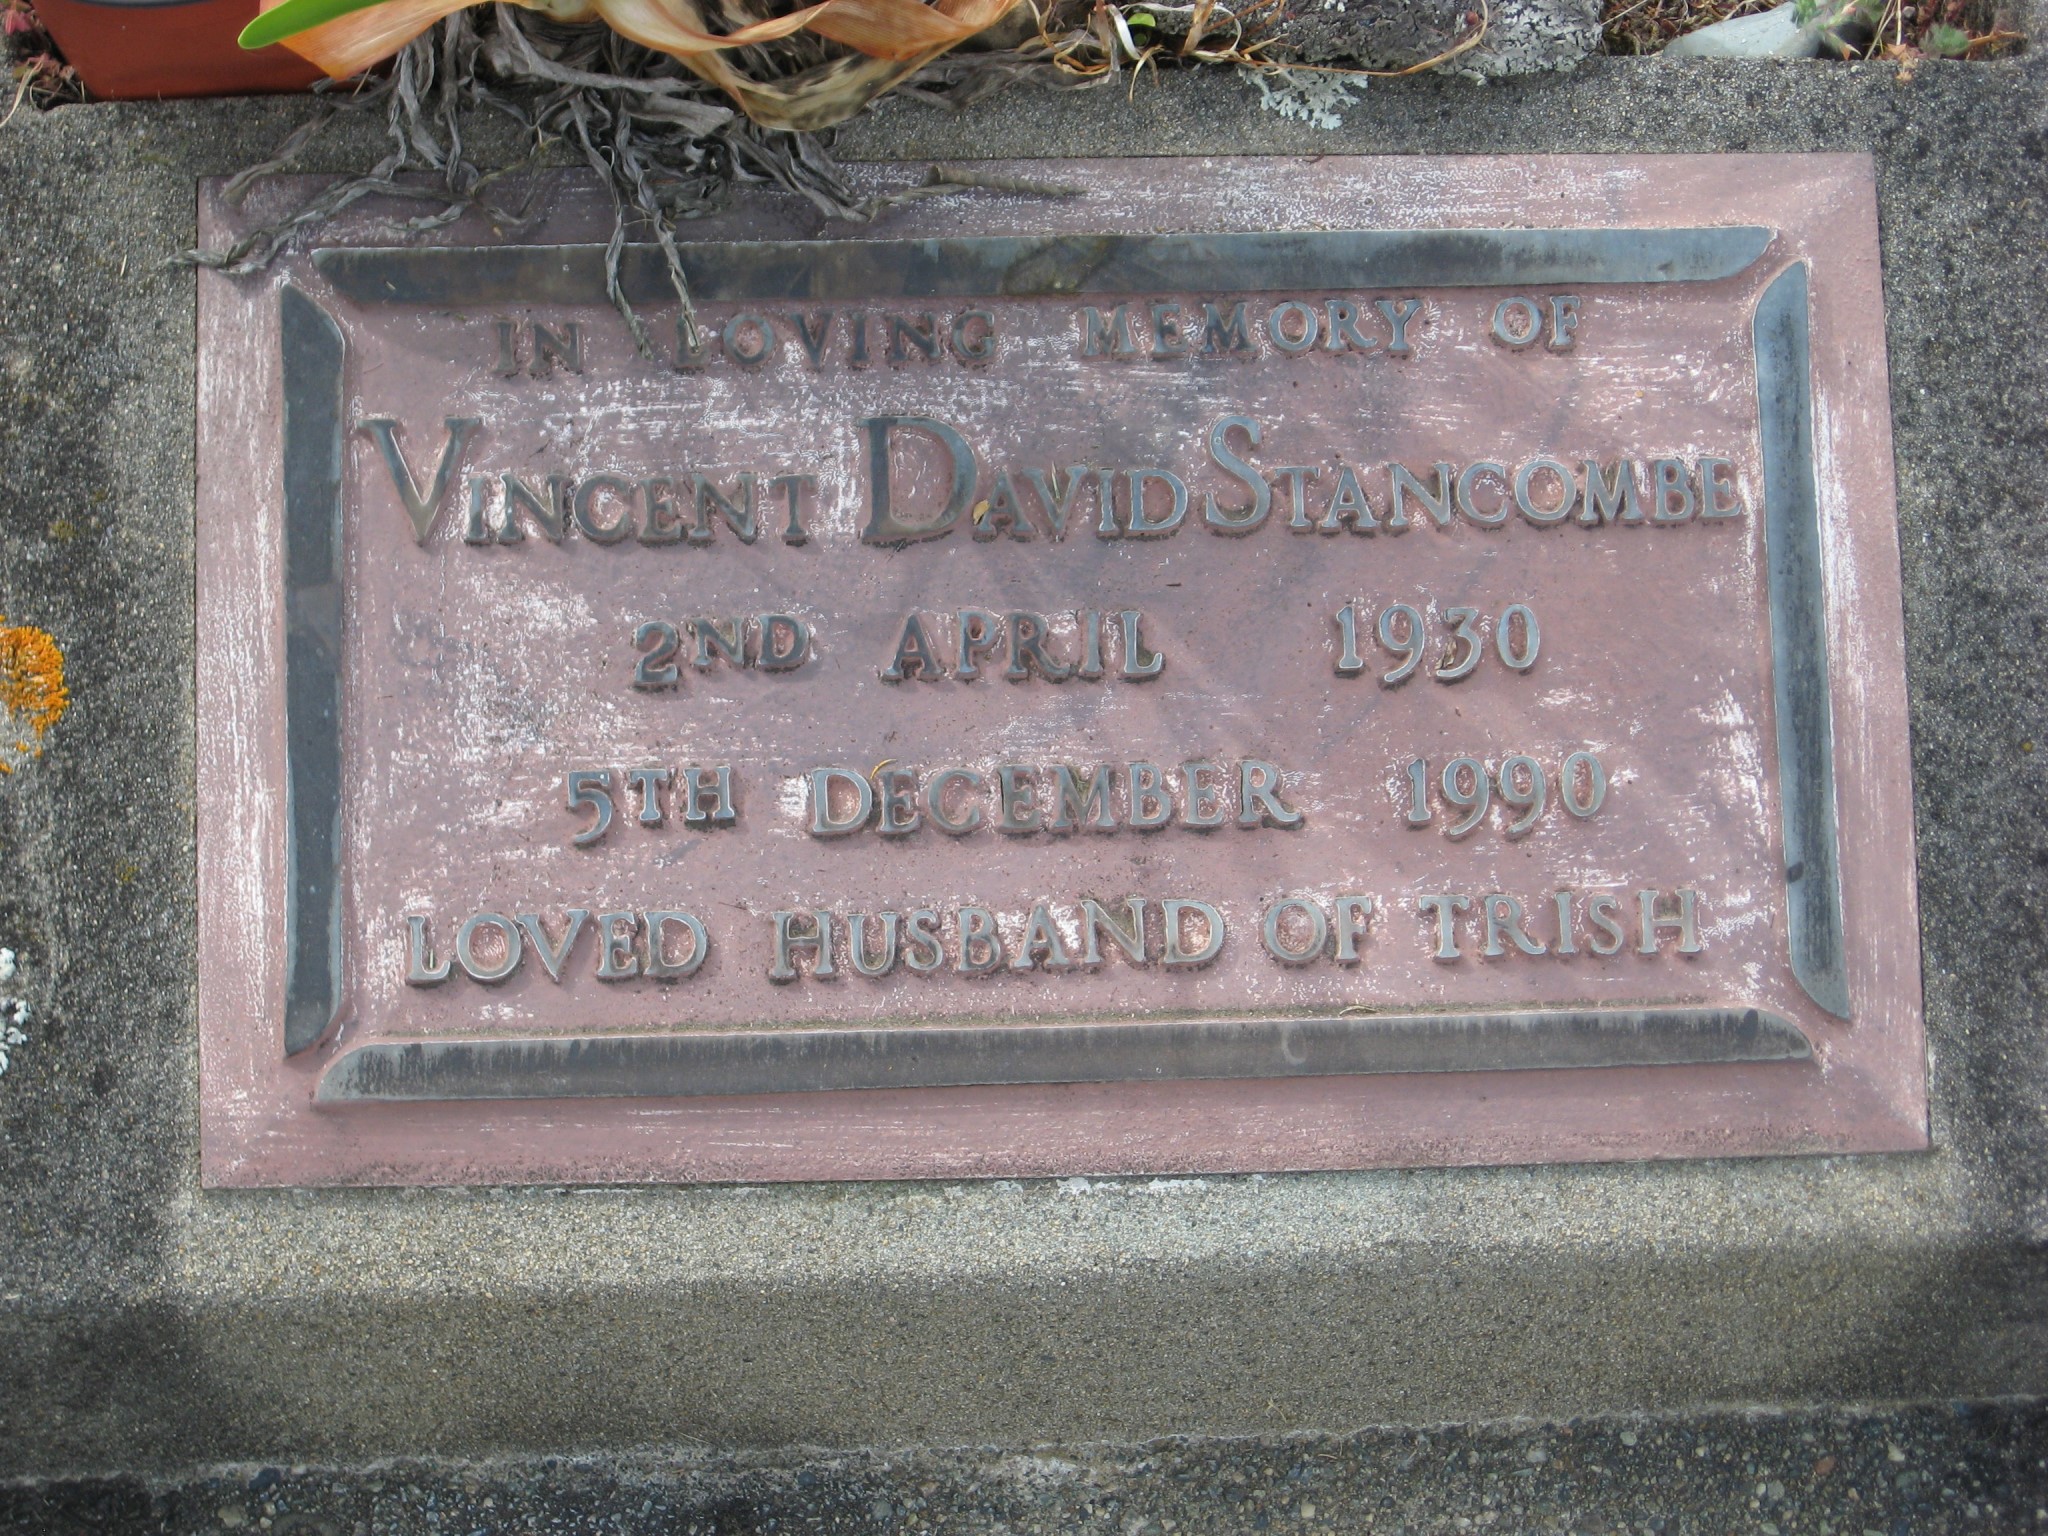 IN LOVING MEMORY OF
VINCENT DAVID STANCOMBE
2ND APRIL 1930
5TH DECEMBER 1990
LOVED HUSBAND OF TRISH